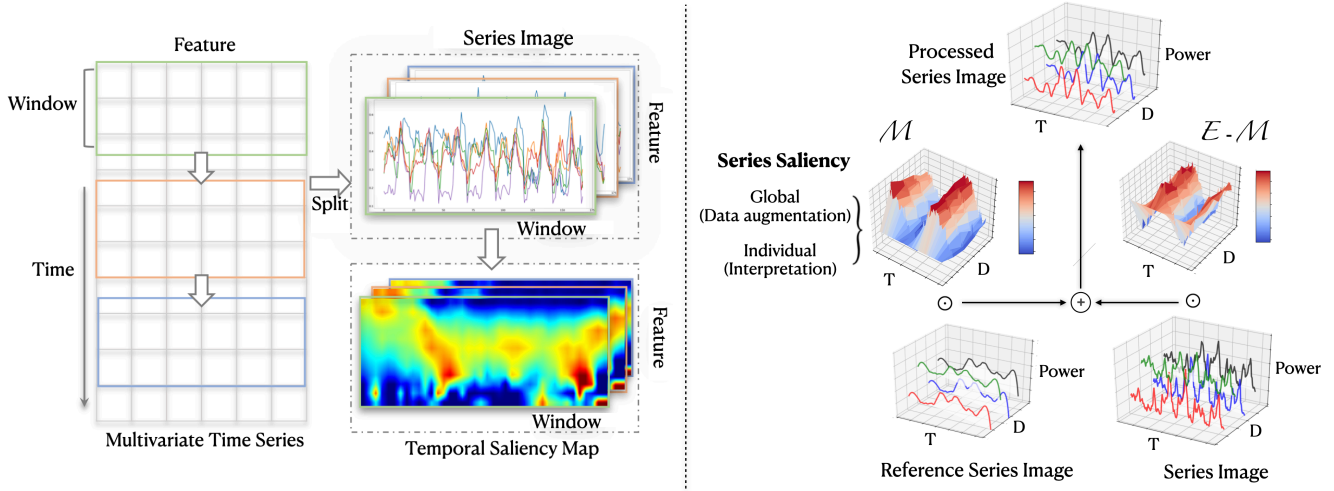 Feature
Window
Time
Multivariate Time Series
Split
Series Image
Feature
Window
Feature
Window
Temporal Saliency Map
Processed
Series Image
Power
D
T
ℳ
ℰ - ℳ
Series Saliency
Global
(Data augmentation)
Individual
(Interpretation)
T
D
T
D
Power
T
D
Reference Series Image
Power
T
D
Series Image